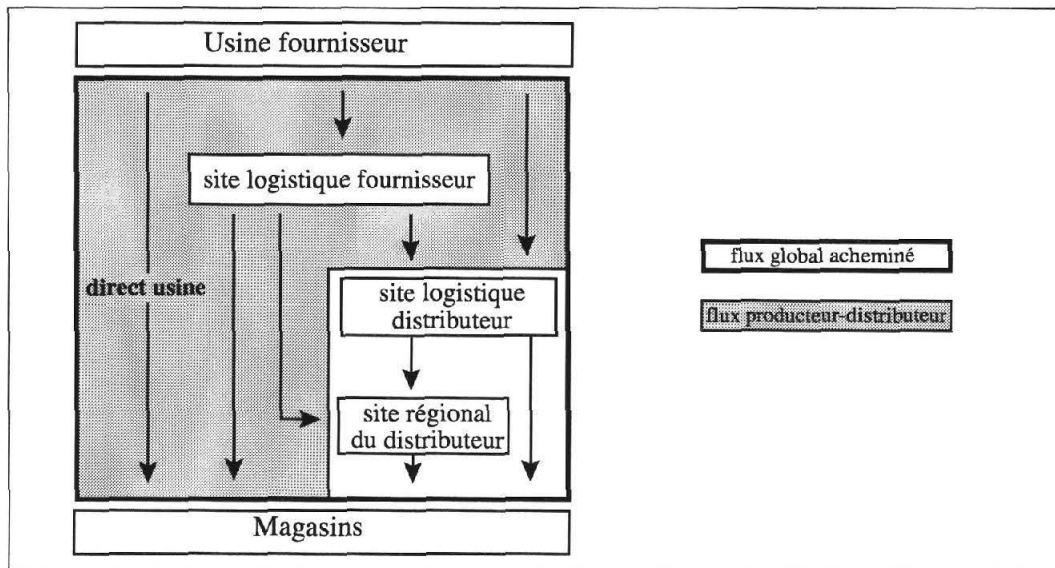 Usine fournisseur
site logistique fournisseur
direct usine
site logistique
distributeur
site régional
du distributeur
Magasins
flux global acheminé
flux producteur-distributeur